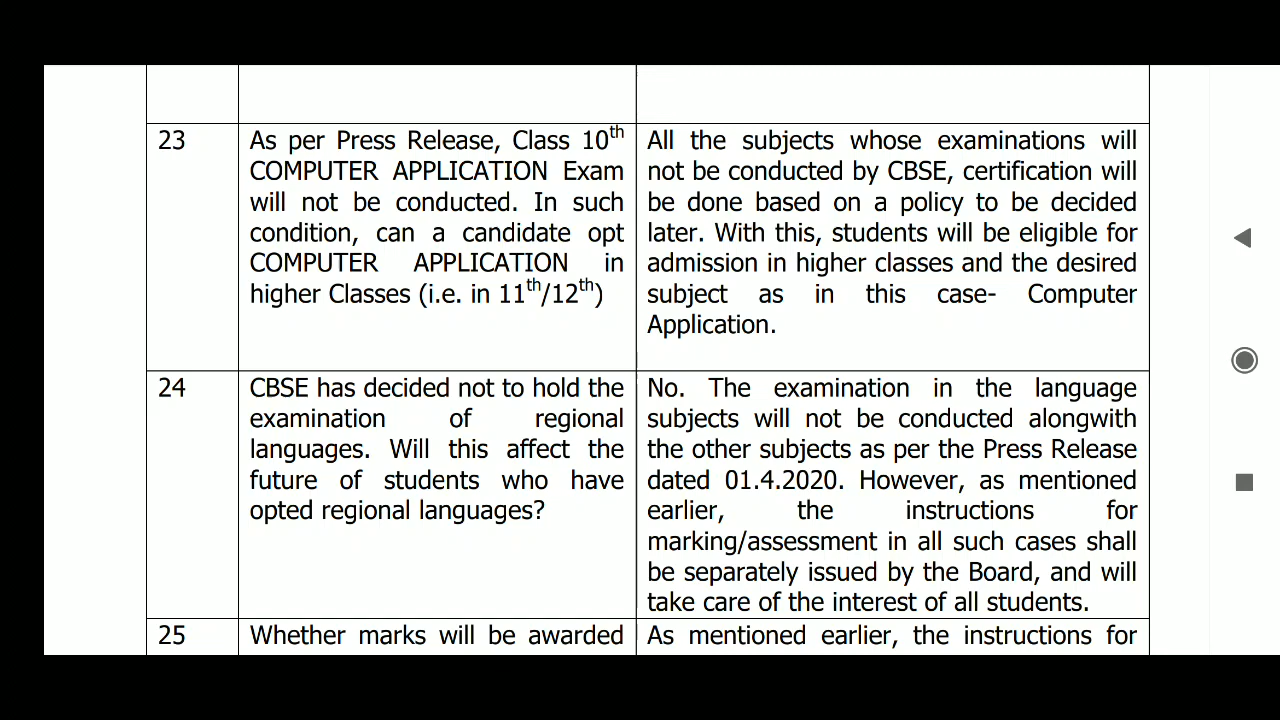 23
As per Press Release, Class 10th
COMPUTER APPLICATION Exam
will not be conducted. In such
condition, can a candidate opt
COMPUTER APPLICATION in
higher Classes (i.e. in 11th/12th)
All the subjects whose examinations will
not be conducted by CBSE, certification will
be done based on a policy to be decided
later. With this, students will be eligible for
admission in higher classes and the desired
subject as in this case- Computer
Application.
24
CBSE has decided not to hold the
examination of regional
languages. Will this affect the
future of students who have
opted regional languages?
No. The examination in the language
subjects will not be conducted alongwith
the other subjects as per the Press Release
dated 01.4.2020. However, as mentioned
earlier, the instructions for
marking/assessment in all such cases shall
be separately issued by the Board, and will
take care of the interest of all students.
25
Whether marks will be awarded
As mentioned earlier, the instructions for